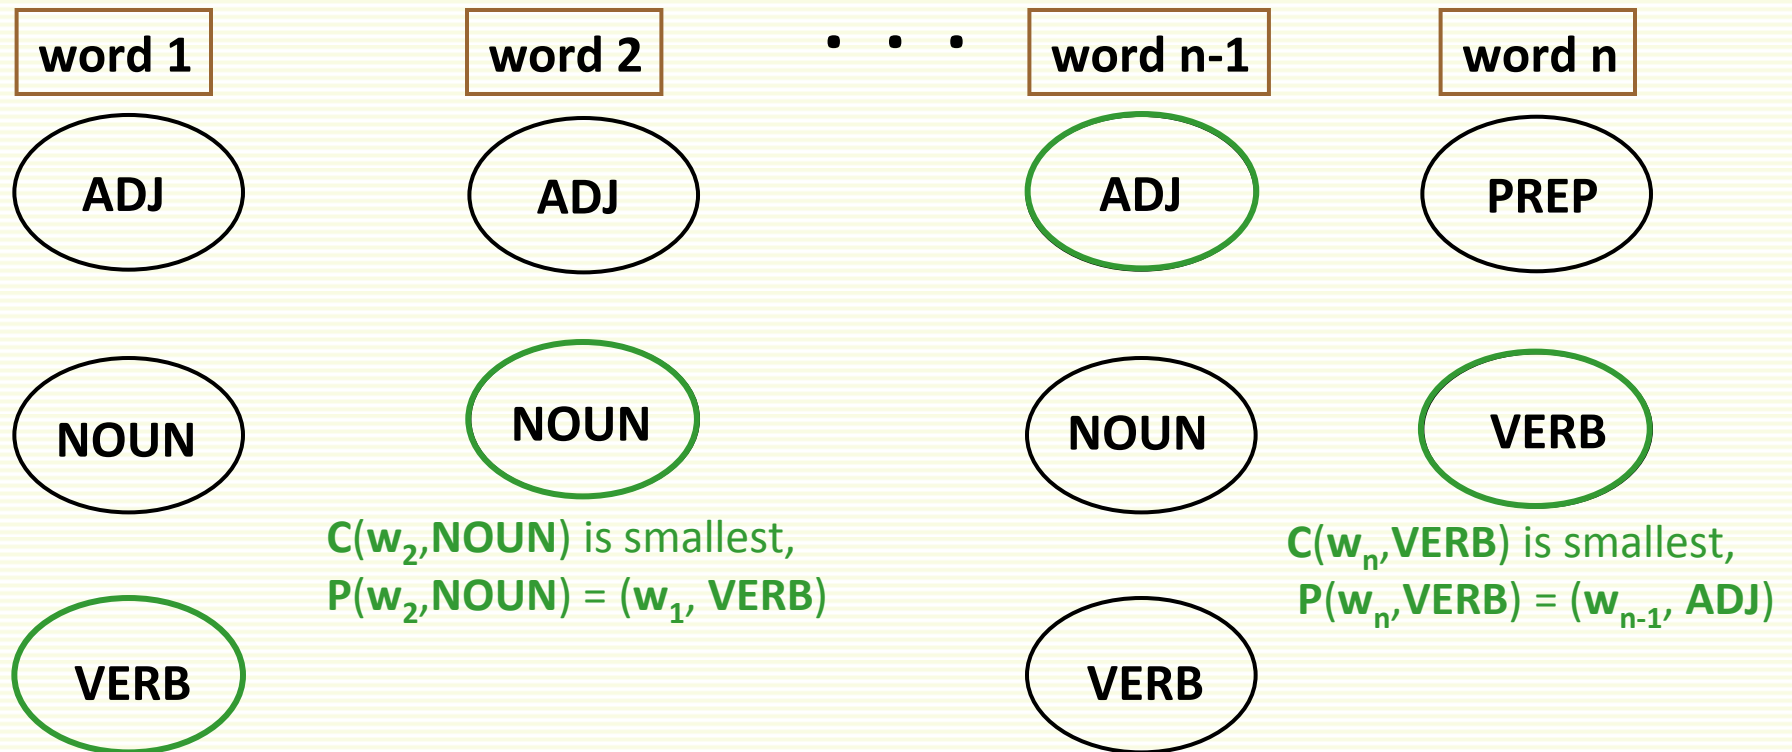 word 1 word 2 . . . word n-1 word n
ADJ ADJ ADJ PREP
NOUN NOUN NOUN VERB
C(w2,NOUN) is smallest,
P(w2,NOUN) = (w1, VERB)
C(wn,VERB) is smallest,
P(wn,VERB) = (wn-1, ADJ)
VERB VERB